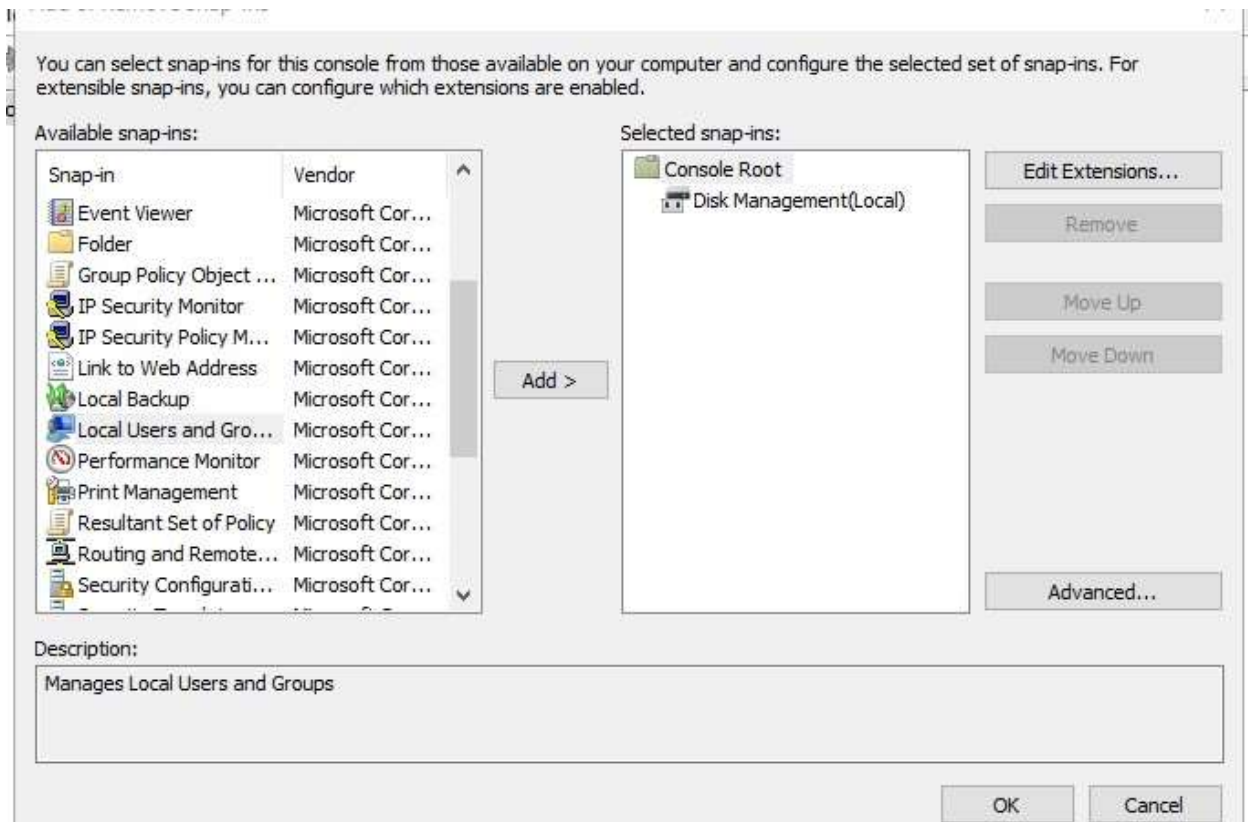 You can select snap-ins for this console from those available on your computer and configure the selected set of snap-ins. For
extensible snap-ins, you can configure which extensions are enabled.
Available snap-ins:
Snap-in Vendor
Event Viewer Microsoft Cor...
Folder Microsoft Cor...
Group Policy Object ... Microsoft Cor...
IP Security Monitor Microsoft Cor...
IP Security Policy M... Microsoft Cor...
Link to Web Address Microsoft Cor...
Local Backup Microsoft Cor...
Local Users and Gro... Microsoft Cor...
Performance Monitor Microsoft Cor...
Print Management Microsoft Cor...
Resultant Set of Policy Microsoft Cor...
Routing and Remote... Microsoft Cor...
Security Configurati... Microsoft Cor...
Add >
Selected snap-ins:
Console Root
Disk Management(Local)
Edit Extensions...
Remove
Move Up
Move Down
Advanced...
Description:
Manages Local Users and Groups
OK Cancel